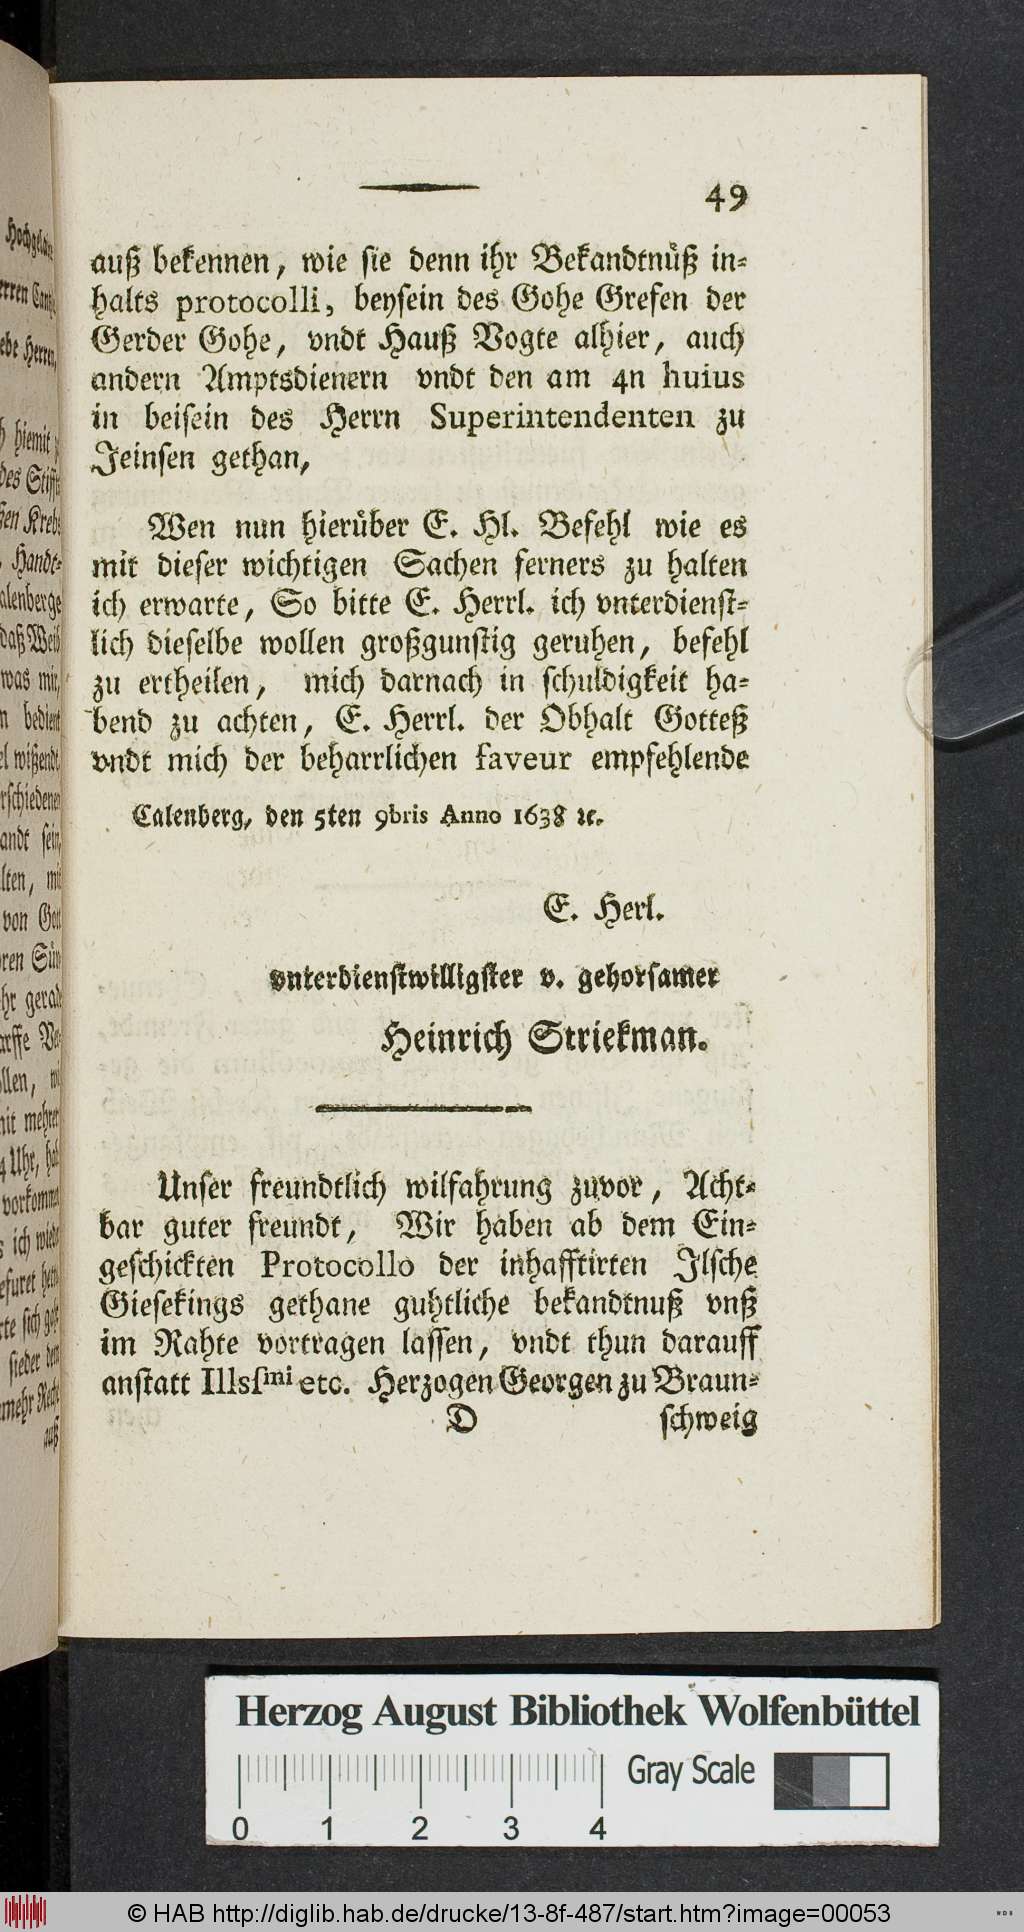 49
auß bekennen, wie sie denn ihr Bekandtnüß in=
halts protocolli, beysein des Gohe Grefen der
Gerder Gohe, vndt Hauß Vogte alhier, auch
andern Amptsdienern vndt den am 4n huius
in beisein des Herrn Superintendenten zu
Jeinsen gethan,
Wen nun hierüber E. Hl. Befehl wie es
mit dieser wichtigen Sachen ferners zu halten
ich erwarte, So bitte E. Herrl. ich vnterdienst=
lich dieselbe wollen großgunstig geruhen, befehl
zu ertheilen, mich darnach in schuldigkeit ha=
bend zu achten, E. Herrl. der Obhalt Gotteß
vndt mich der beharrlichen faveur empfehlende
Calenberg, den 5ten 9bris Anno 1638 ꝛc.
E. Herl.
vnterdienstwilligster v. gehorsamer
Heinrich Striekman.
Unser freundtlich wilfahrung zuvor, Acht=
bar guter freundt, Wir haben ab dem Ein=
geschickten Protocollo der inhafftirten Ilsche
Giesekings gethane guhtliche bekandtnuß vnß
im Rahte vortragen lassen, vndt thun darauff
anstatt Illsſmi etc. Herzogen Georgen zu Braun=
D schweig
Herzog August Bibliothek Wolfenbüttel
Gray Scale
0 1 2 3 4
© HAB http://diglib.hab.de/drucke/13-8f-487/start.htm?image=00053